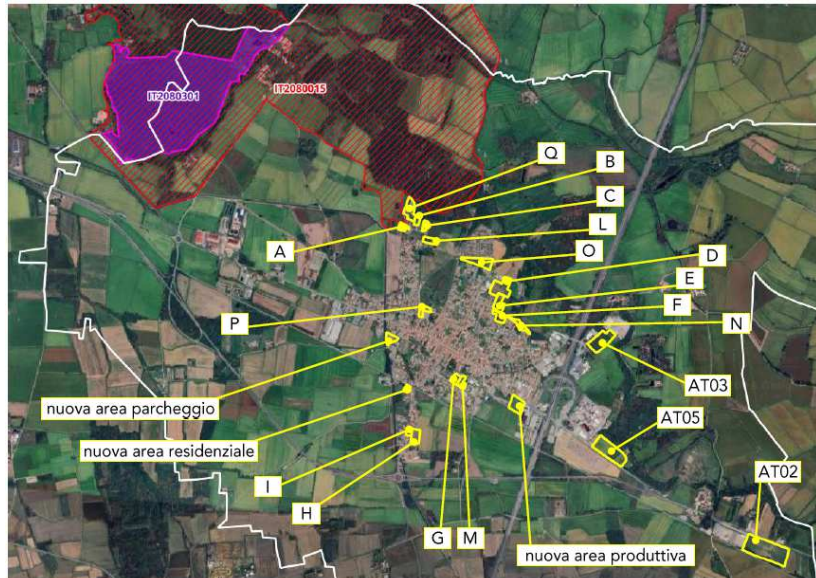 IT2080301
IT2080015
Q
B
C
A
L
O
D
E
P
F
N
AT03
nuova area parcheggio
AT05
nuova area residenziale
AT02
I
H
G
M
nuova area produttiva